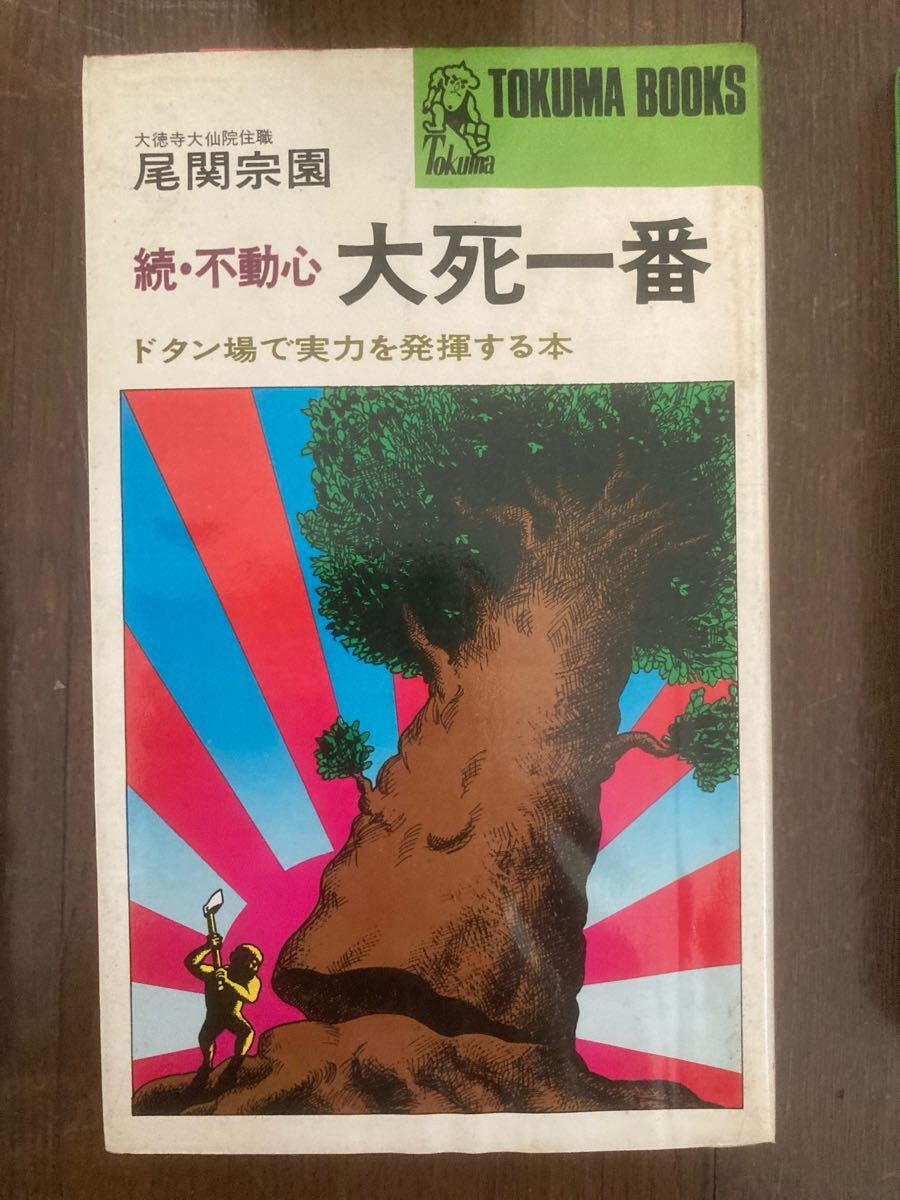 TOKUMA BOOKS
Tokuma
大徳寺大仙院住職
尾関宗園
続・不動心 大死一番
ドタン場で実力を発揮する本